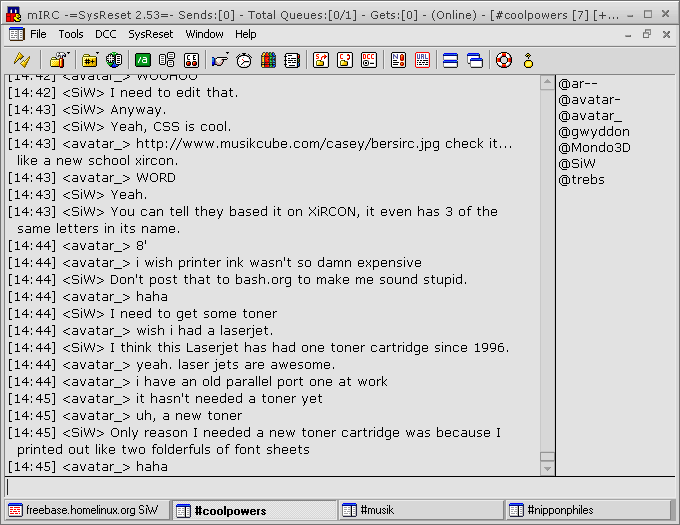 mIRC -=SysReset 2.53=- Sends:[0] - Total Queues:[0/1] - Gets:[0] - (Online) - [#coolpowers [7] [+...
File Tools DCC SysReset Window Help
[14:42] <avatar_> WOOHOO
[14:42] <SiW> I need to edit that.
[14:43] <SiW> Anyway.
[14:43] <SiW> Yeah, CSS is cool.
[14:43] <avatar_> http://www.musikcube.com/casey/bersirc.jpg check it...
like a new school xircon.
[14:43] <avatar_> WORD
[14:43] <SiW> Yeah.
[14:43] <SiW> You can tell they based it on XiRCON, it even has 3 of the
same letters in its name.
[14:44] <avatar_> 8'
[14:44] <avatar_> i wish printer ink wasn't so damn expensive
[14:44] <SiW> Don't post that to bash.org to make me sound stupid.
[14:44] <avatar_> haha
[14:44] <SiW> I need to get some toner
[14:44] <avatar_> wish i had a laserjet.
[14:44] <SiW> I think this Laserjet has had one toner cartridge since 1996.
[14:44] <avatar_> yeah. laser jets are awesome.
[14:44] <avatar_> i have an old parallel port one at work
[14:45] <avatar_> it hasn't needed a toner yet
[14:45] <avatar_> uh, a new toner
[14:45] <SiW> Only reason I needed a new toner cartridge was because I
printed out like two folderfuls of font sheets
[14:45] <avatar_> haha
@ar--
@avatar-
@avatar_
@gwyddon
@Mondo3D
@SiW
@trebs
freebase.homelinux.org SiW
#coolpowers
#musik
#nipponphiles